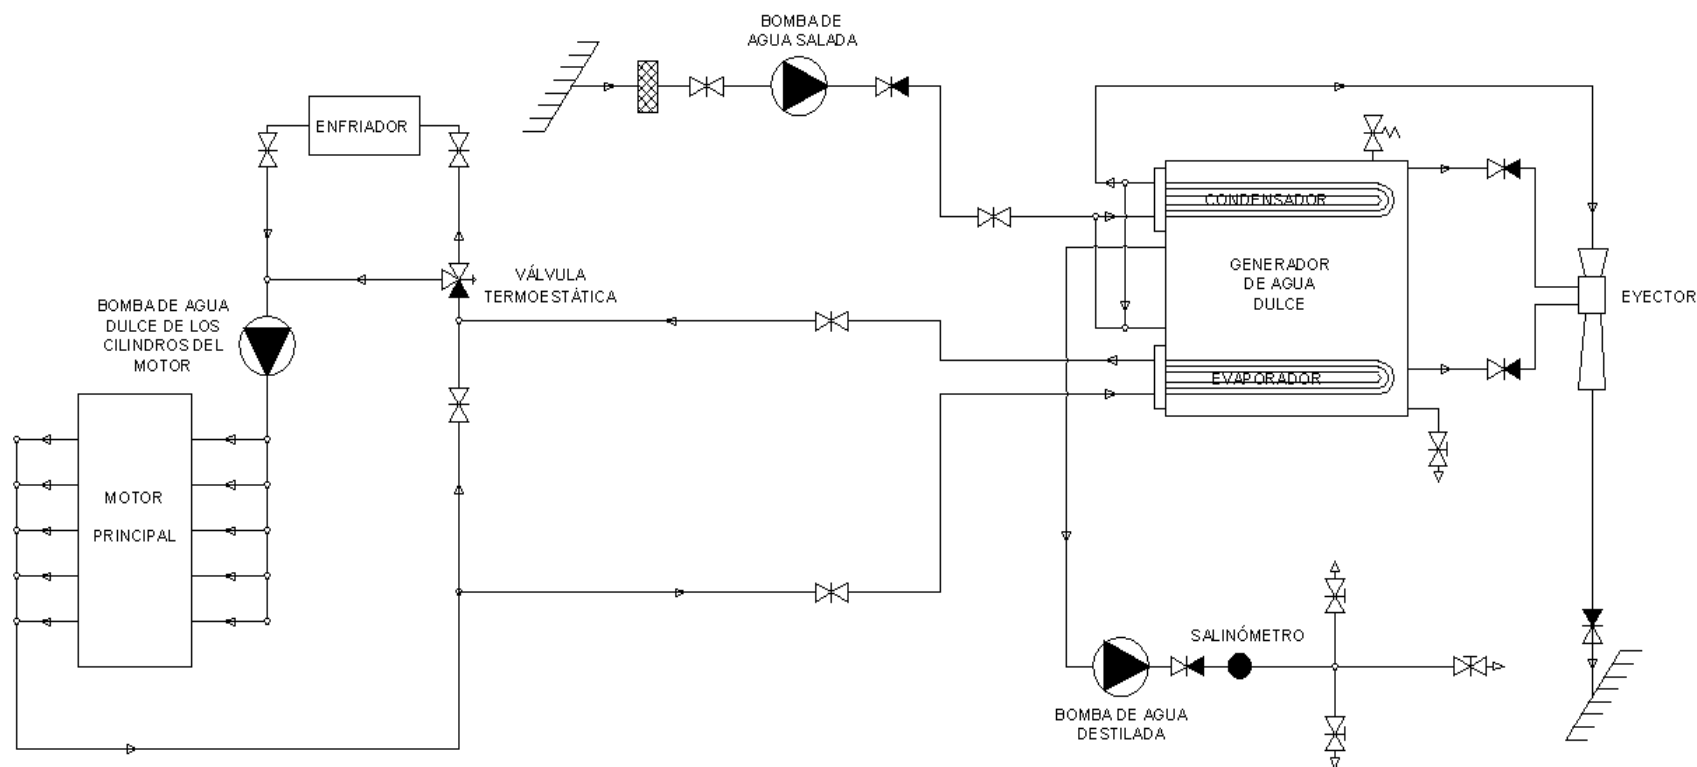 BOMBA DE
AGUA SALADA
ENFRIADOR
CONDENSADOR
VÁLVULA
TERMOESTÁTICA
GENERADOR
DE AGUA
DULCE
EYECTOR
BOMBA DE AGUA
DULCE DE LOS
CILINDROS DEL
MOTOR
EVAPORADOR
MOTOR
PRINCIPAL
SALINÓMETRO
BOMBA DE AGUA
DESTILADA